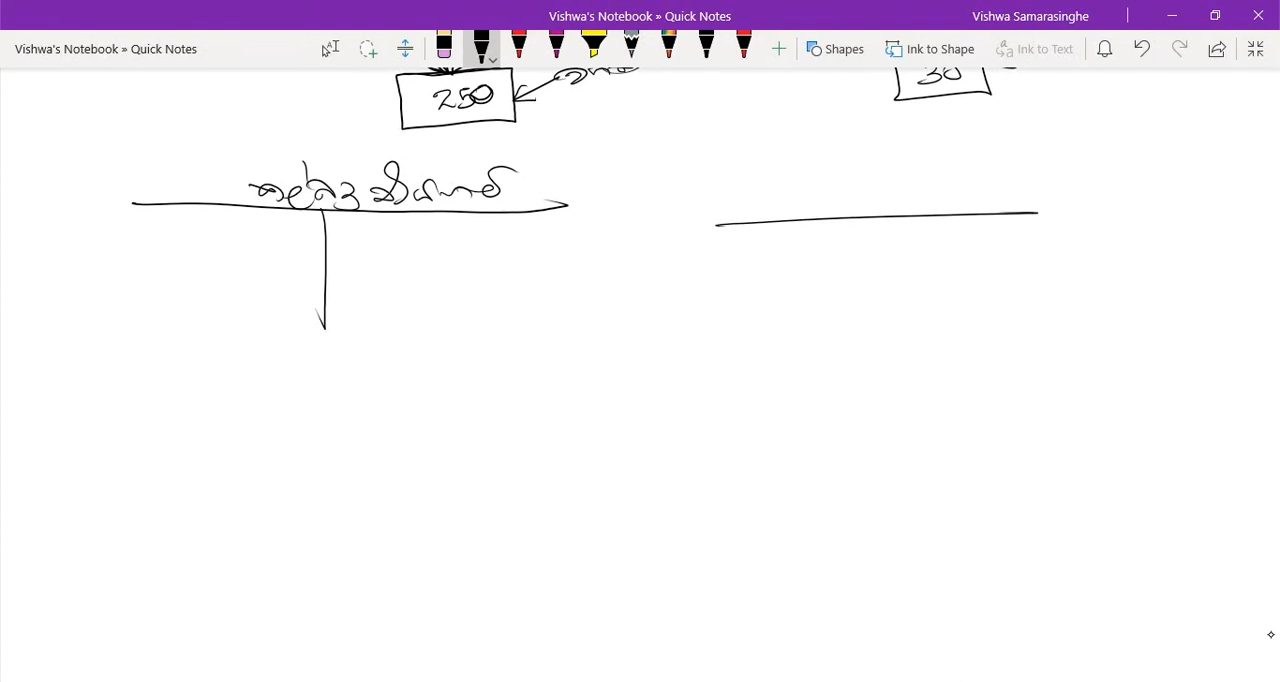 Vishwa's Notebook » Quick Notes
Vishwa Samarasinghe
Vishwa's Notebook » Quick Notes
Shapes
Ink to Shape
Ink to Text
250
30